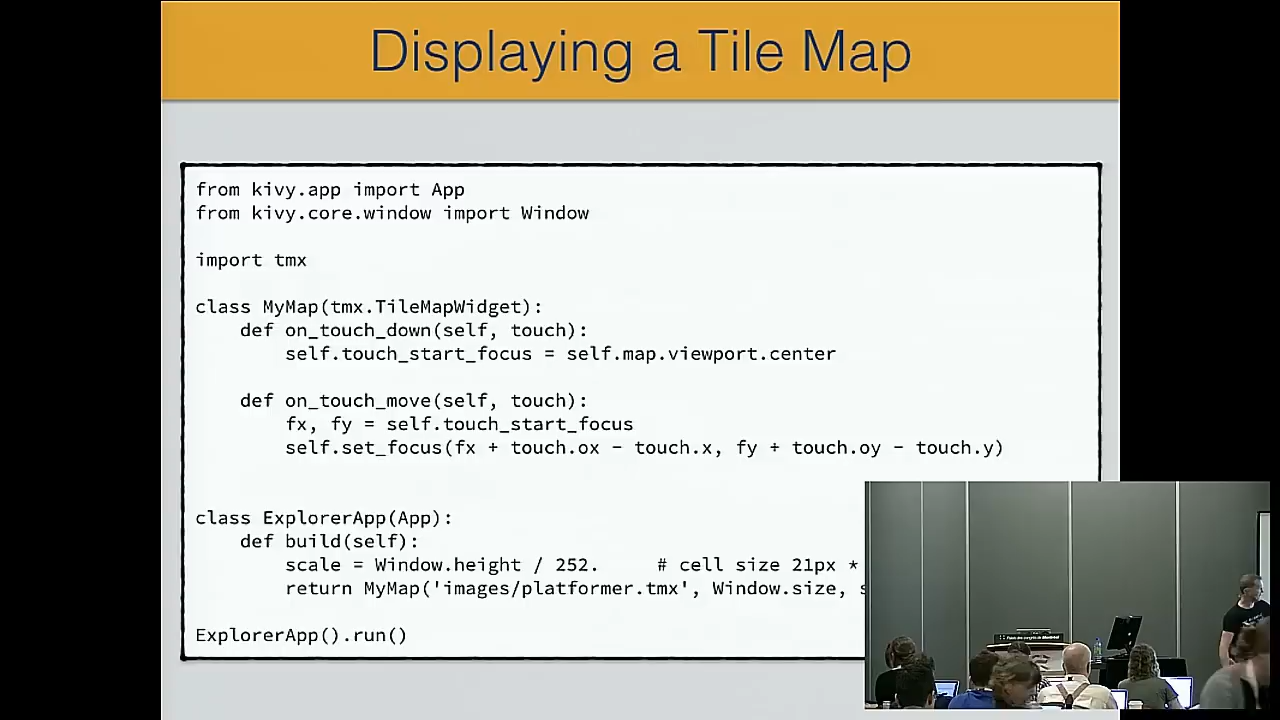 Displaying a Tile Map
from kivy.app import App
from kivy.core.window import Window
import tmx
class MyMap(tmx.TileMapWidget):
def on_touch_down(self, touch):
self.touch_start_focus = self.map.viewport.center
def on_touch_move(self, touch):
fx, fy = self.touch_start_focus
self.set_focus(fx + touch.ox - touch.x, fy + touch.oy - touch.y)
class ExplorerApp(App):
def build(self):
scale = Window.height / 252. # cell size 21px *
return MyMap('images/platformer.tmx', Window.size,
ExplorerApp().run()